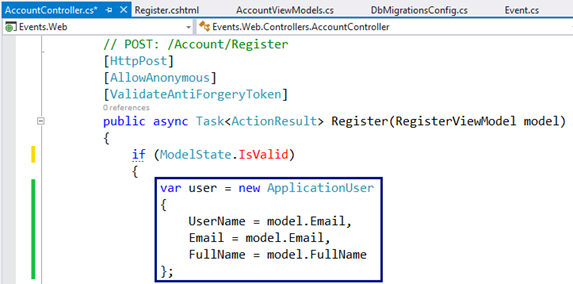 AccountController.cs* Register.cshtml AccountViewModels.cs DbMigrationsConfig.cs Event.cs
Events.Web Events.Web.Controllers.AccountController
// POST: /Account/Register
[HttpPost]
[AllowAnonymous]
[ValidateAntiForgeryToken]
0 references
public async Task<ActionResult> Register(RegisterViewModel model)
{
if (ModelState.IsValid)
{
var user = new ApplicationUser
{
UserName = model.Email,
Email = model.Email,
FullName = model.FullName
};